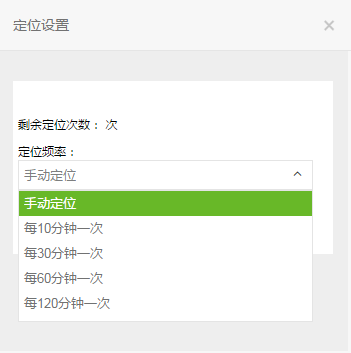 定位设置
剩余定位次数： 次
定位频率：
手动定位
手动定位
每10分钟一次
每30分钟一次
每60分钟一次
每120分钟一次